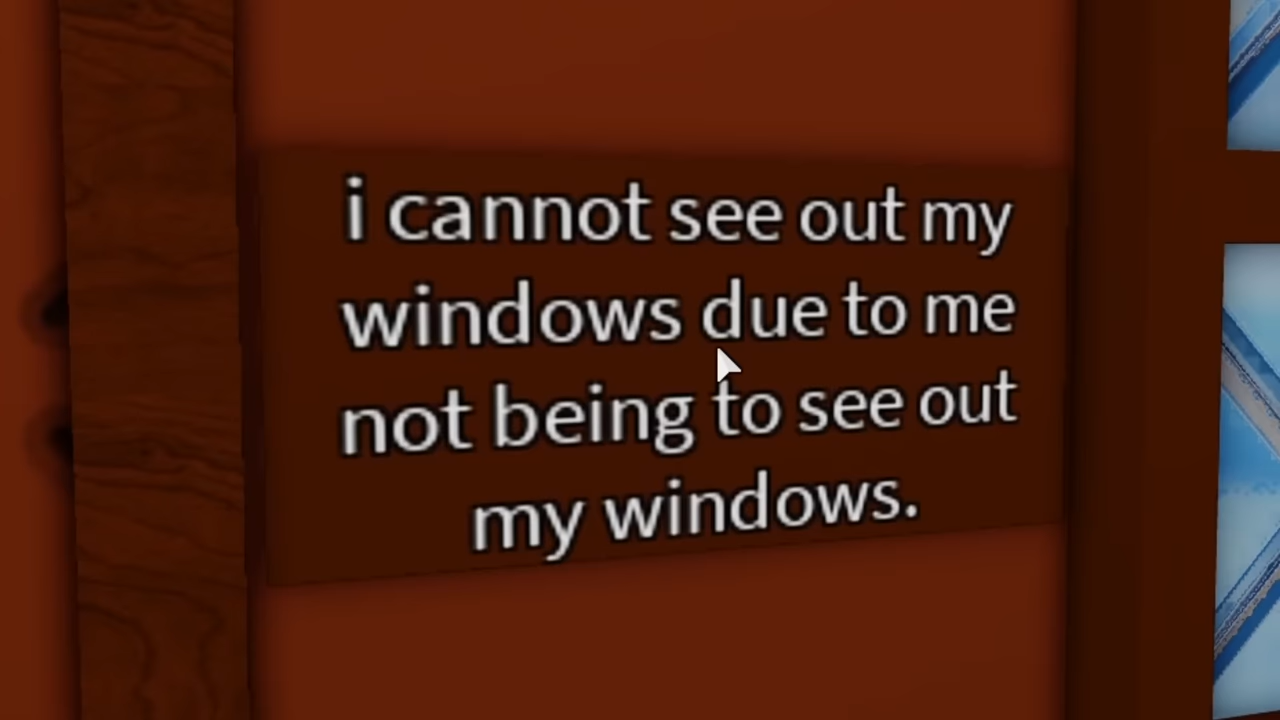 i cannot see out my
windows due to me
not being to see out
my windows.